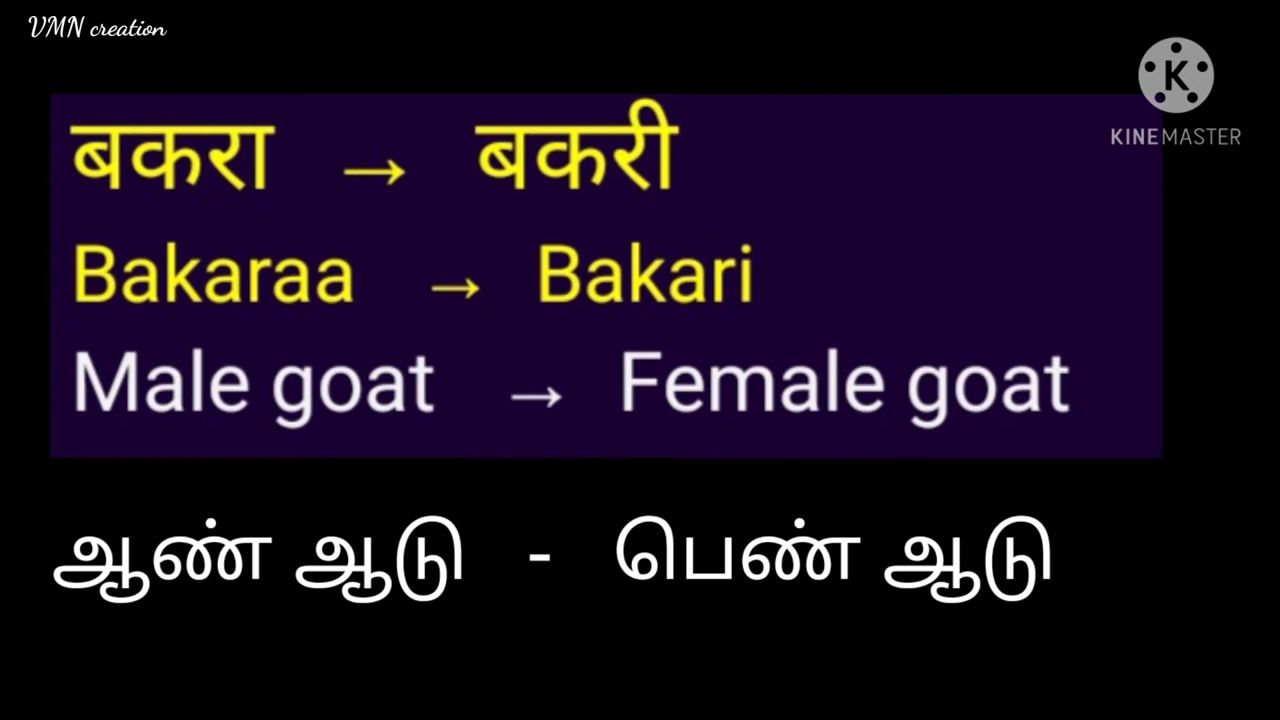 VMN creation
KINEMASTER
बकरा → बकरी
Bakaraa → Bakari
Male goat → Female goat
ஆண் ஆடு - பெண் ஆடு